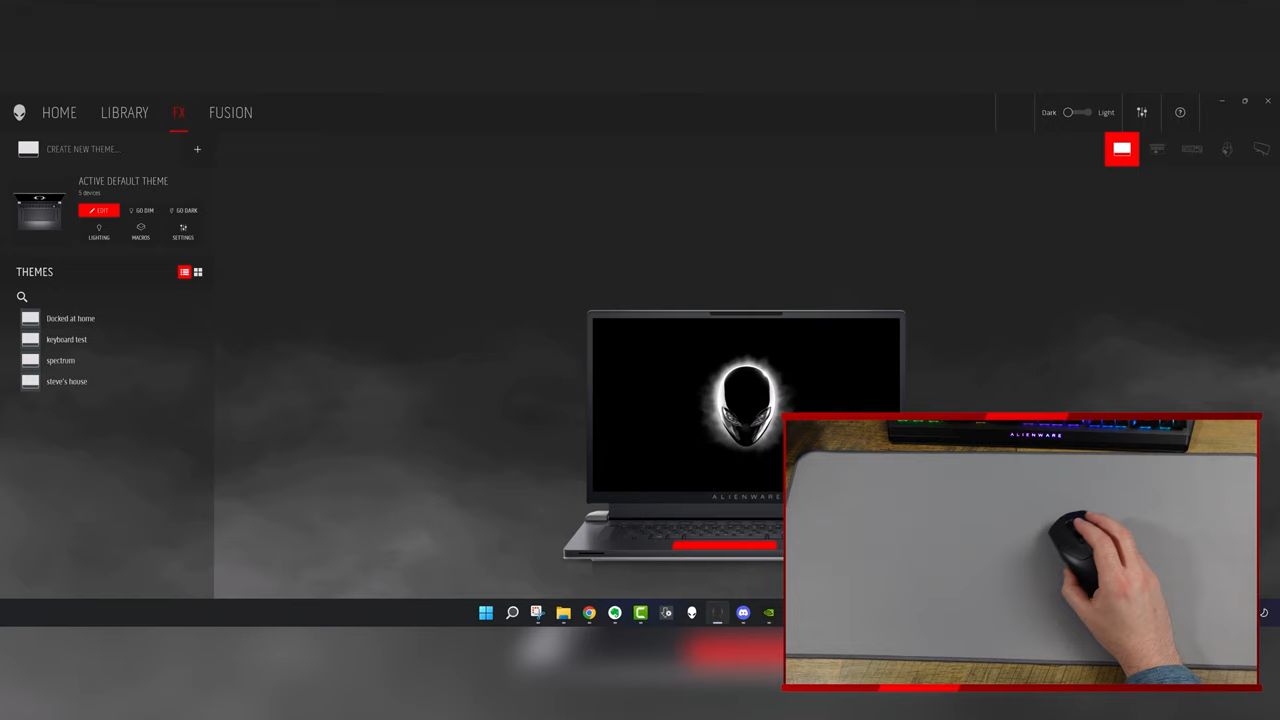 HOME LIBRARY FX FUSION
Dark Light
CREATE NEW THEME...
ACTIVE DEFAULT THEME
5 devices
EDIT GO DIM GO DARK
LIGHTING MACROS SETTINGS
THEMES
Docked at home
keyboard test
spectrum
steve's house
ALIENWARE
ALIENWARE